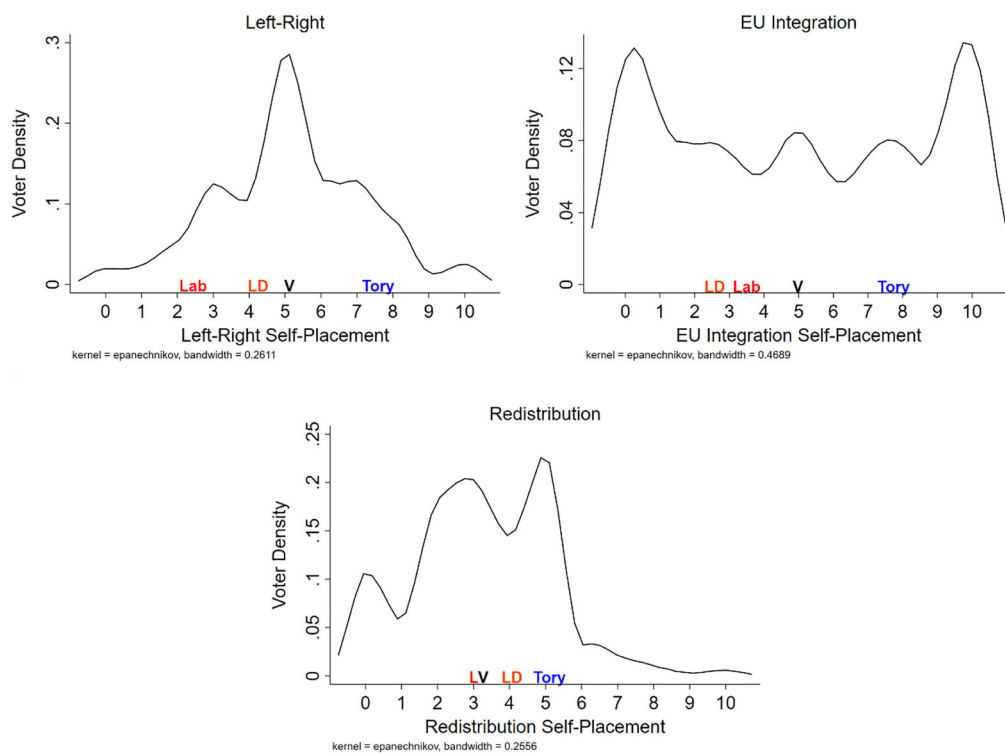 Left-Right
Voter Density
0 .1 .2 .3
Lab LD V Tory
0 1 2 3 4 5 6 7 8 9 10
Left-Right Self-Placement
kernel = epanechnikov, bandwidth = 0.2611
EU Integration
Voter Density
0 .04 .08 .12
LD Lab V Tory
0 1 2 3 4 5 6 7 8 9 10
EU Integration Self-Placement
kernel = epanechnikov, bandwidth = 0.4689
Redistribution
Voter Density
0 .05 .1 .15 .2 .25
LV LD Tory
0 1 2 3 4 5 6 7 8 9 10
Redistribution Self-Placement
kernel = epanechnikov, bandwidth = 0.2556